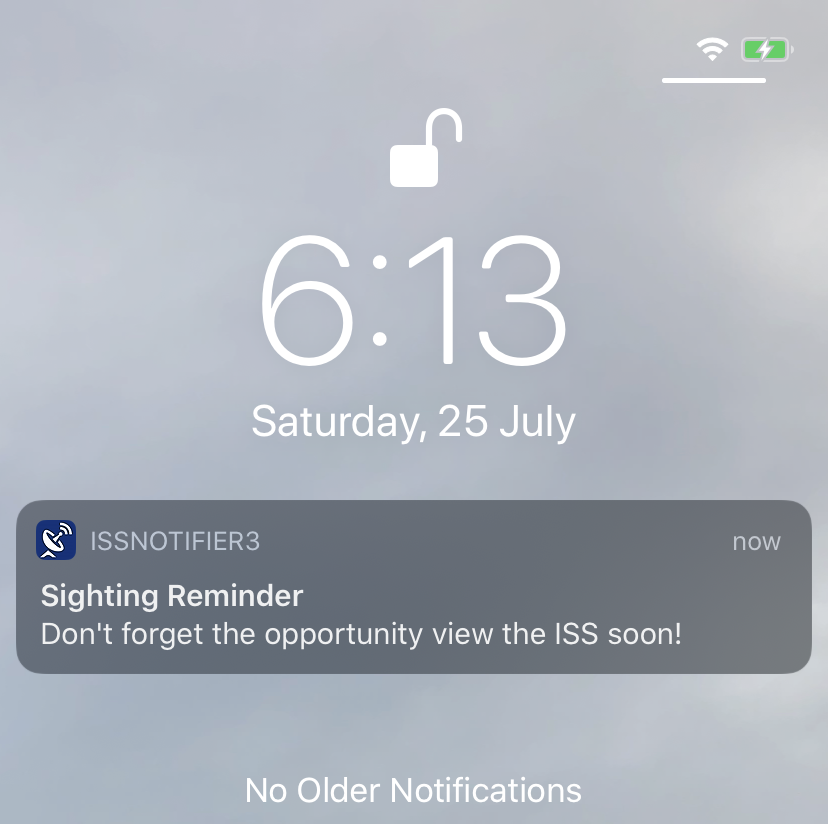 6:13
Saturday, 25 July
ISSNOTIFIER3 now
Sighting Reminder
Don't forget the opportunity view the ISS soon!
No Older Notifications